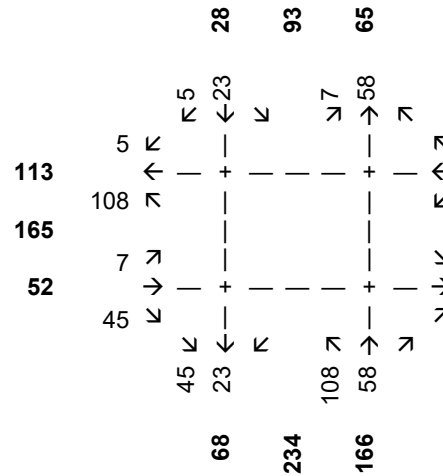 28 93 65
5 23 7 58
↙ ↓ ↘ ↗ ↑ ↖
5 ↙ | | ↖
113 ← — + — — — + — ←
108 ↖ | | ↙
165 | |
7 ↗ | | ↘
52 → — + — — — + — →
45 ↘ | | ↗
↘ ↓ ↙ ↖ ↑ ↗
45 23 108 58
68 234 166